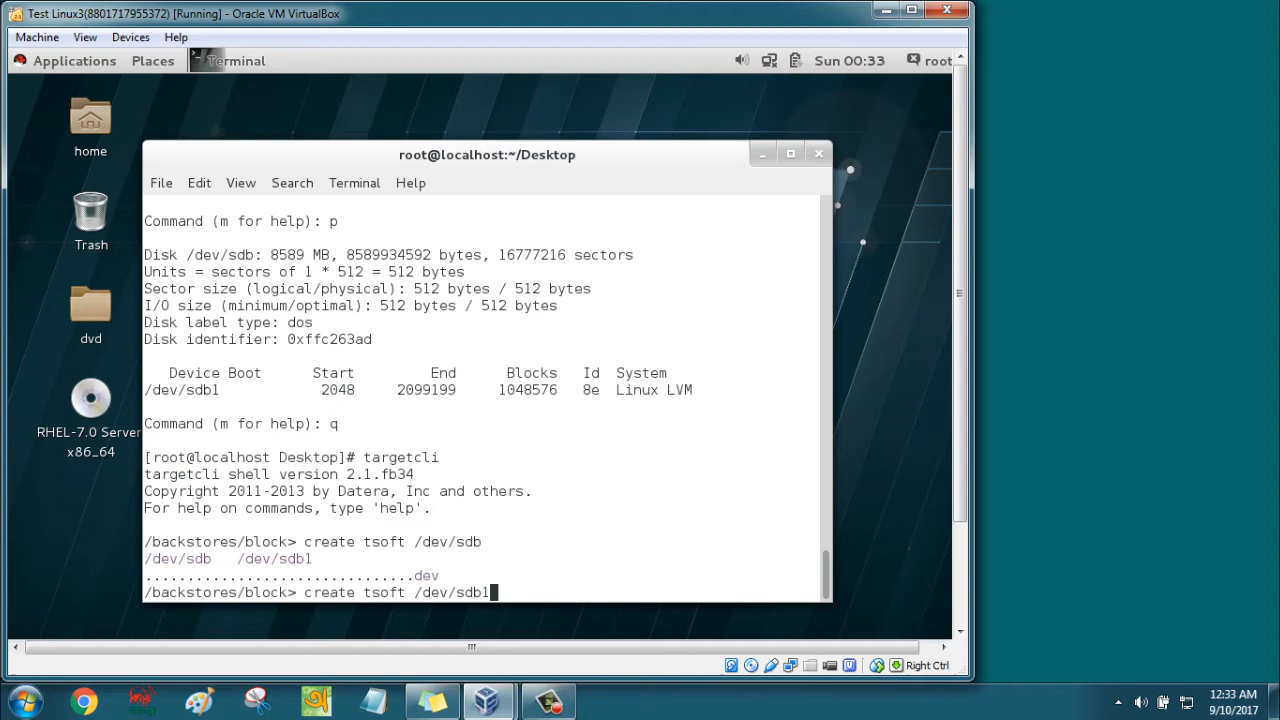 Test Linux3(8801717955372) [Running] - Oracle VM VirtualBox
Machine View Devices Help
Applications Places Terminal Sun 00:33 root
home
Trash
dvd
RHEL-7.0 Server
x86_64
root@localhost:~/Desktop
File Edit View Search Terminal Help
Command (m for help): p
Disk /dev/sdb: 8589 MB, 8589934592 bytes, 16777216 sectors
Units = sectors of 1 * 512 = 512 bytes
Sector size (logical/physical): 512 bytes / 512 bytes
I/O size (minimum/optimal): 512 bytes / 512 bytes
Disk label type: dos
Disk identifier: 0xffc263ad
Device Boot Start End Blocks Id System
/dev/sdb1 2048 2099199 1048576 8e Linux LVM
Command (m for help): q
[root@localhost Desktop]# targetcli
targetcli shell version 2.1.fb34
Copyright 2011-2013 by Datera, Inc and others.
For help on commands, type 'help'.
/backstores/block> create tsoft /dev/sdb
/dev/sdb /dev/sdb1
................................dev
/backstores/block> create tsoft /dev/sdb1
Right Ctrl
12:33 AM
9/10/2017